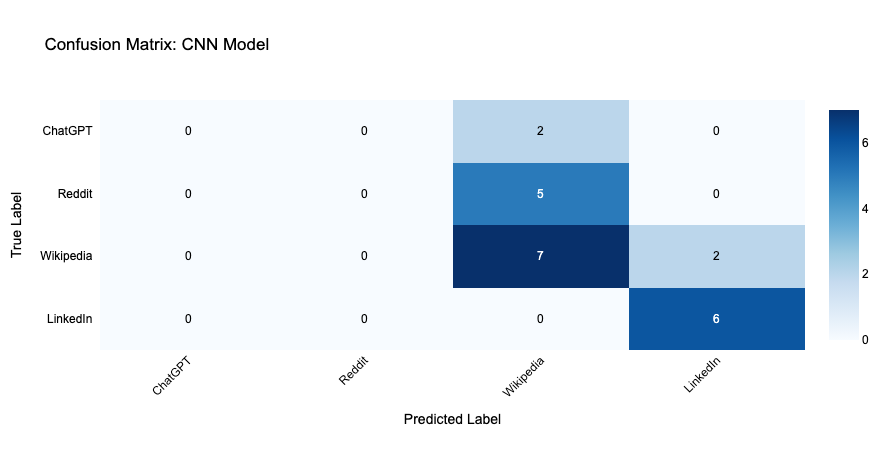 Confusion Matrix: CNN Model
True Label
ChatGPT 0 0 2 0
Reddit 0 0 5 0
Wikipedia 0 0 7 2
LinkedIn 0 0 0 6
ChatGPT Reddit Wikipedia LinkedIn
Predicted Label
6
4
2
0